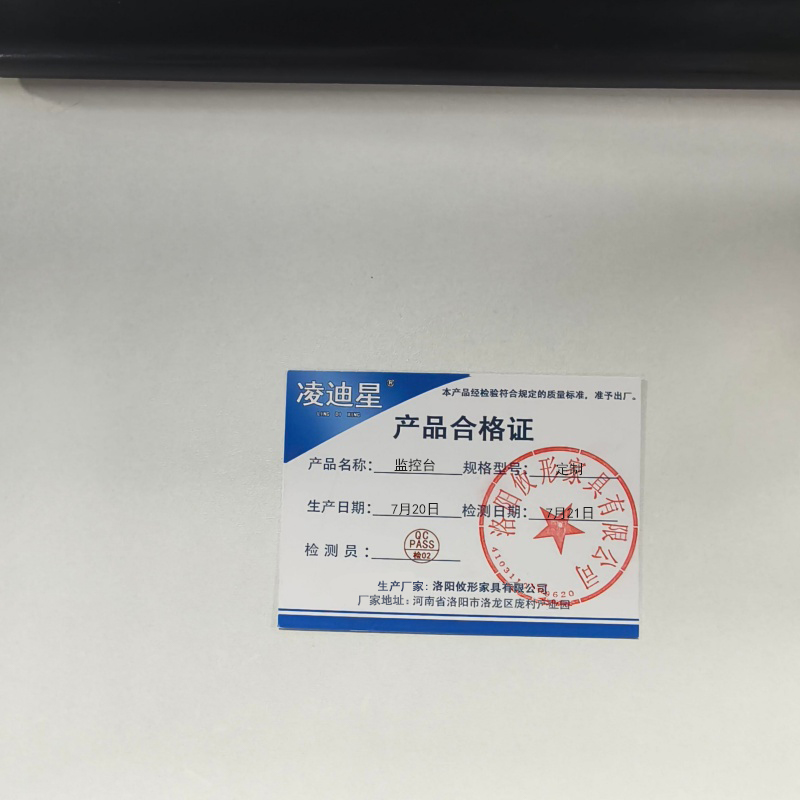 凌迪星®
LING DI XING
本产品经检验符合规定的质量标准，准予出厂。
产品合格证
产品名称：监控台 规格型号：定制
生产日期：7月20日 检测日期：7月21日
检测员：
QC
PASS
检02
生产厂家：洛阳攸形家具有限公司
厂家地址：河南省洛阳市洛龙区庞村产业园
洛阳攸形家具有限公司